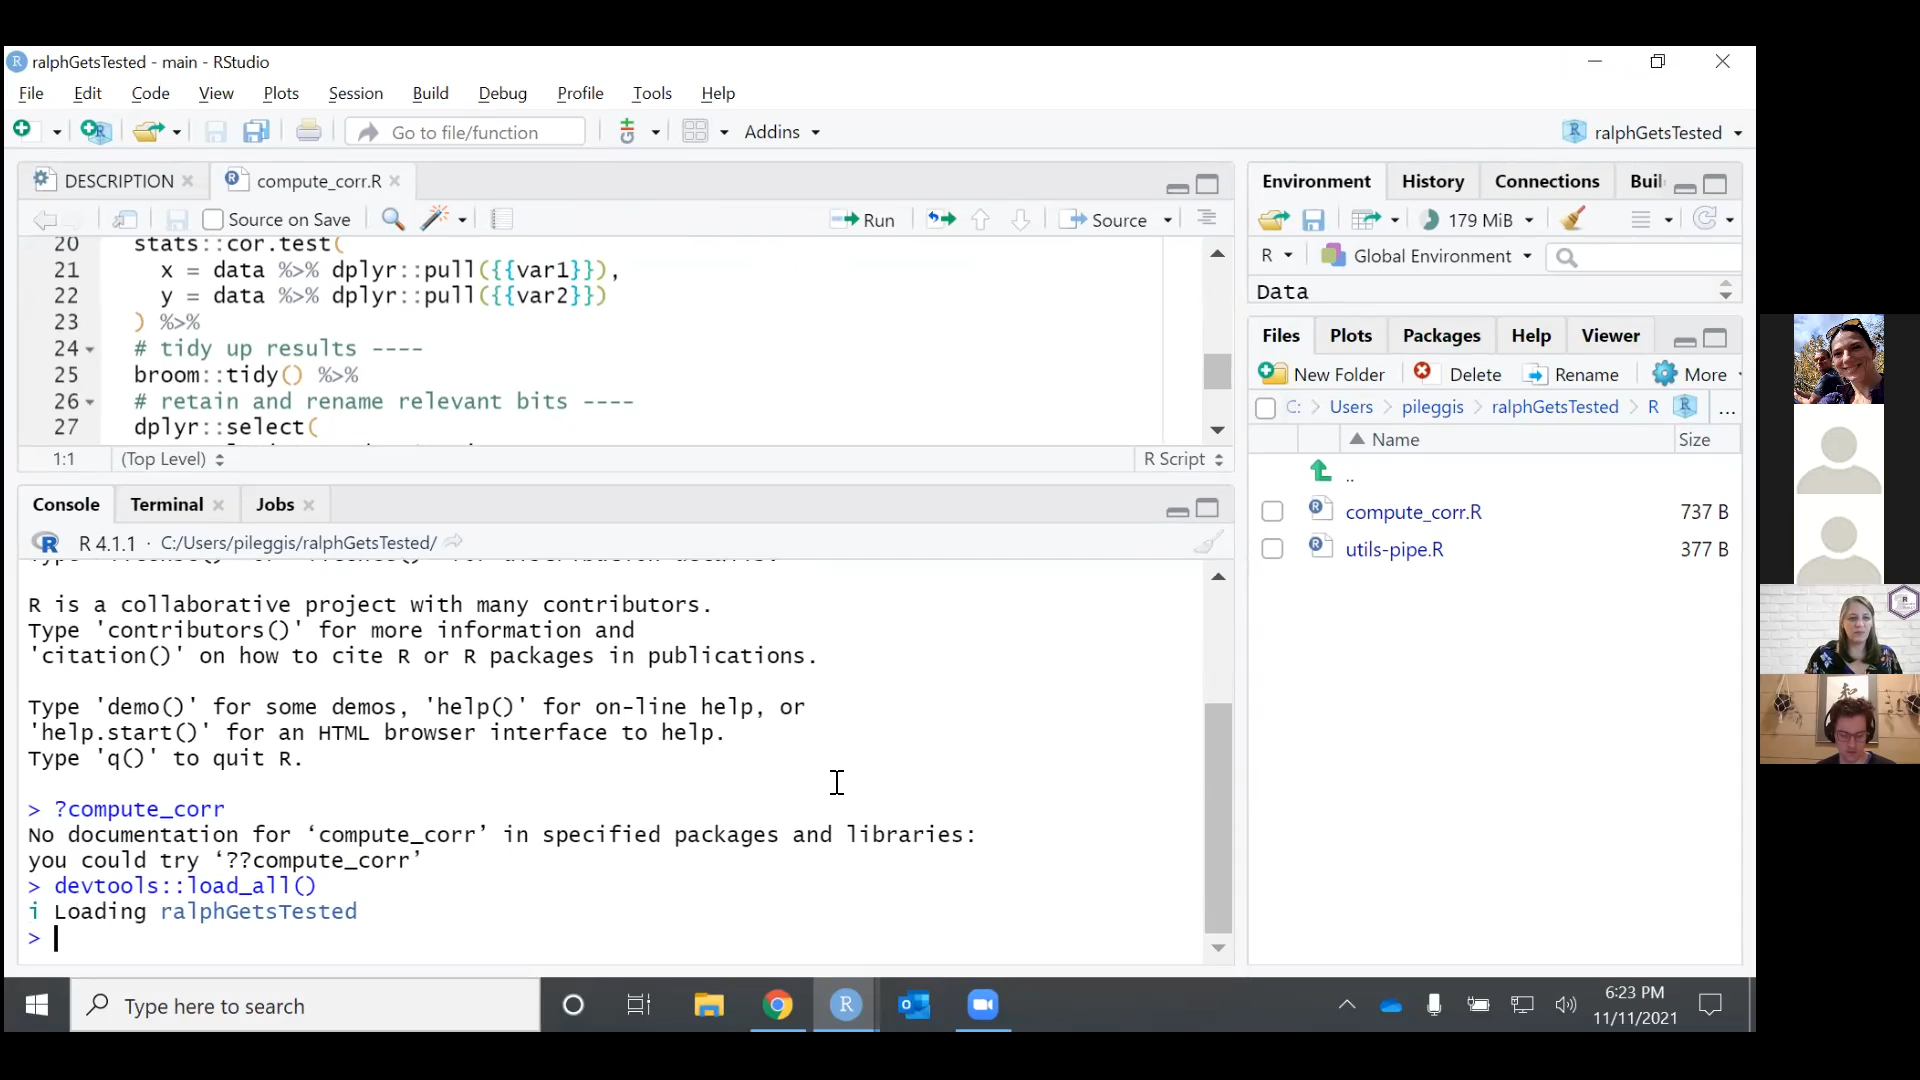 ralphGetsTested - main - RStudio
File Edit Code View Plots Session Build Debug Profile Tools Help
Go to file/function
Addins
ralphGetsTested
DESCRIPTION
compute_corr.R
Source on Save
Run
Source
20 stats::cor.test(
21 x = data %>% dplyr::pull({{var1}}),
22 y = data %>% dplyr::pull({{var2}})
23 ) %>%
24 # tidy up results ----
25 broom::tidy() %>%
26 # retain and rename relevant bits ----
27 dplyr::select(
1:1 (Top Level) R Script
Console Terminal Jobs
R 4.1.1 · C:/Users/pileggis/ralphGetsTested/
R is a collaborative project with many contributors.
Type 'contributors()' for more information and
'citation()' on how to cite R or R packages in publications.
Type 'demo()' for some demos, 'help()' for on-line help, or
'help.start()' for an HTML browser interface to help.
Type 'q()' to quit R.
> ?compute_corr
No documentation for ‘compute_corr’ in specified packages and libraries:
you could try ‘??compute_corr’
> devtools::load_all()
i Loading ralphGetsTested
>
Environment History Connections Buil
179 MiB
R Global Environment
Data
Files Plots Packages Help Viewer
New Folder Delete Rename More
C: Users pileggis ralphGetsTested R ...
Name Size
..
compute_corr.R 737 B
utils-pipe.R 377 B
Type here to search
6:23 PM
11/11/2021
和